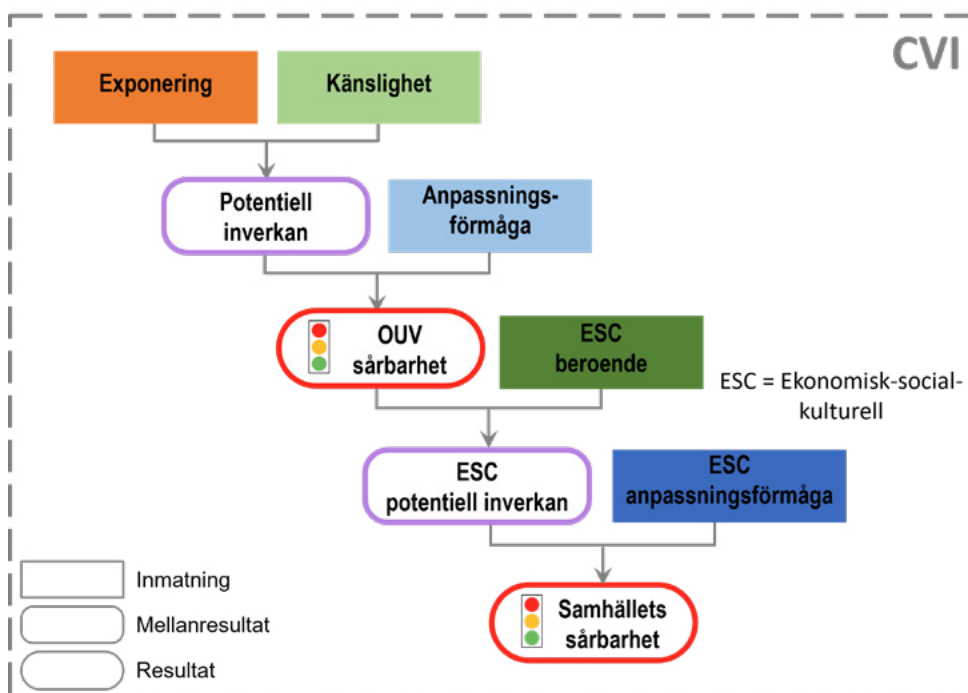 CVI
Exponering
Känslighet
Potentiell
inverkan
Anpassnings-
förmåga
OUV
sårbarhet
ESC
beroende
ESC = Ekonomisk-social-
kulturell
ESC
potentiell inverkan
ESC
anpassningsförmåga
Samhällets
sårbarhet
Inmatning
Mellanresultat
Resultat